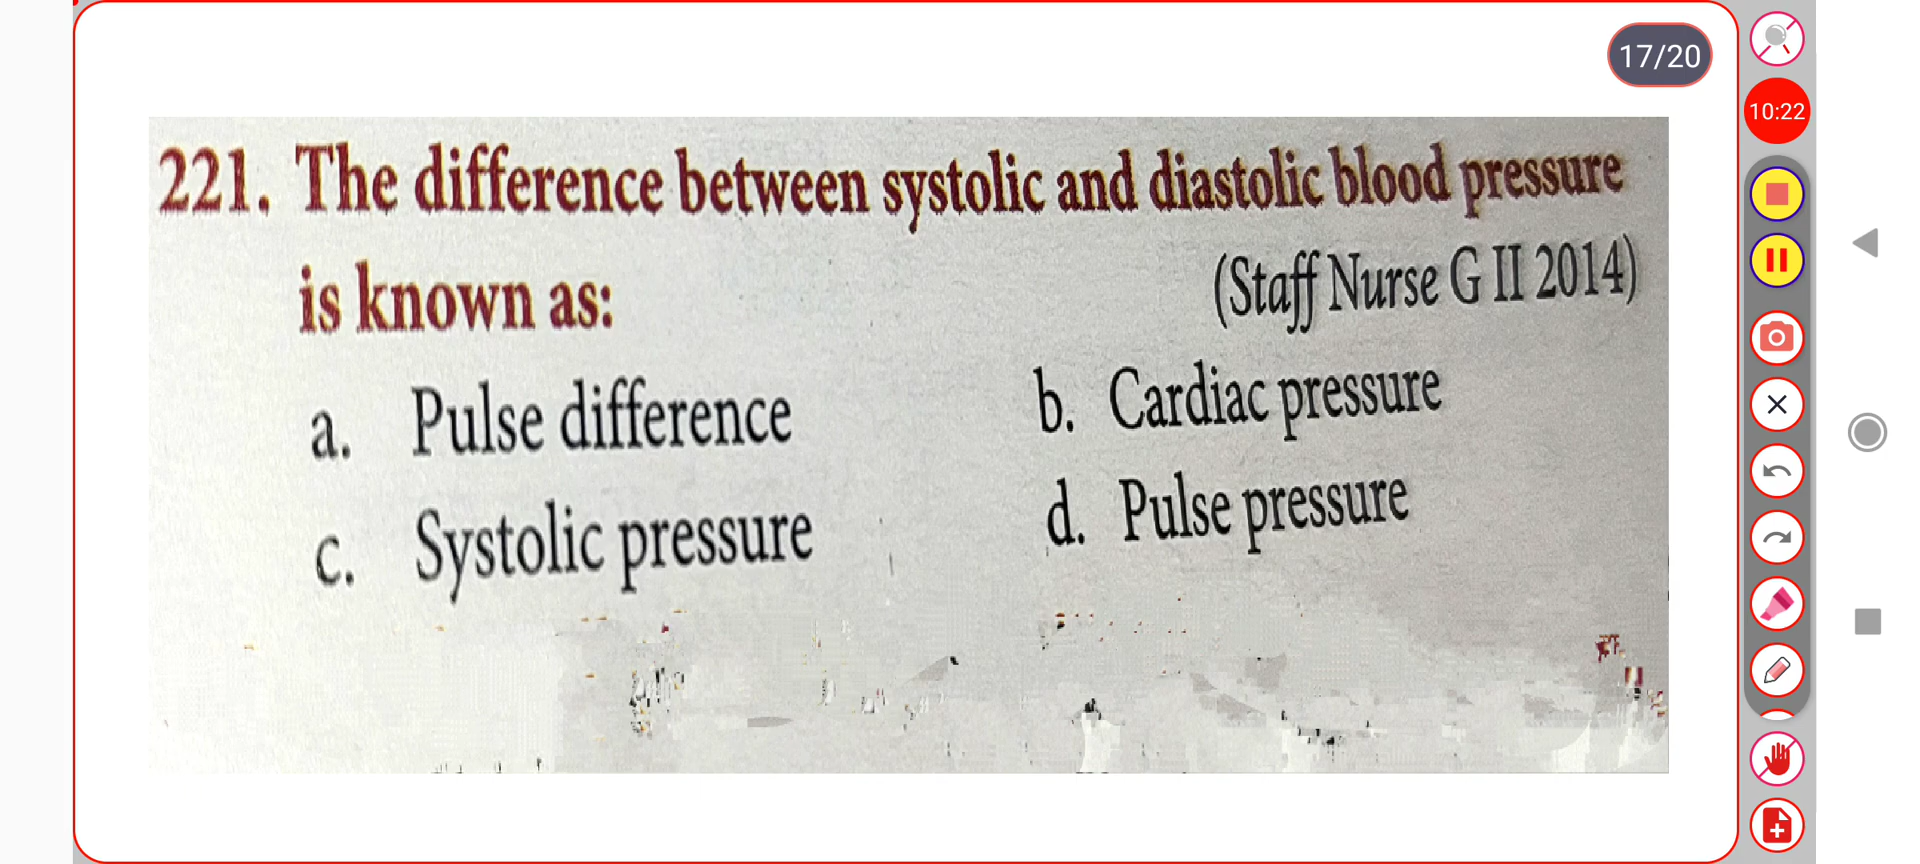 17/20
10:22
221. The difference between systolic and diastolic blood pressure
is known as: (Staff Nurse G II 2014)
a. Pulse difference b. Cardiac pressure
c. Systolic pressure d. Pulse pressure